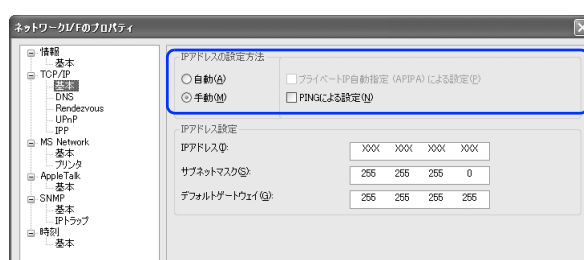 ネットワークI/Fのプロパティ
情報
基本
TCP/IP
基本
DNS
Rendezvous
UPnP
IPP
MS Network
基本
プリンタ
AppleTalk
基本
SNMP
基本
IPトラップ
時刻
基本
IPアドレスの設定方法
自動(A)
プライベートIP自動指定 (APIPA) による設定(P)
手動(M)
PINGによる設定(N)
IPアドレス設定
IPアドレス(I): XXX XXX XXX XXX
サブネットマスク(S): 255 255 255 0
デフォルトゲートウェイ(G): 255 255 255 255